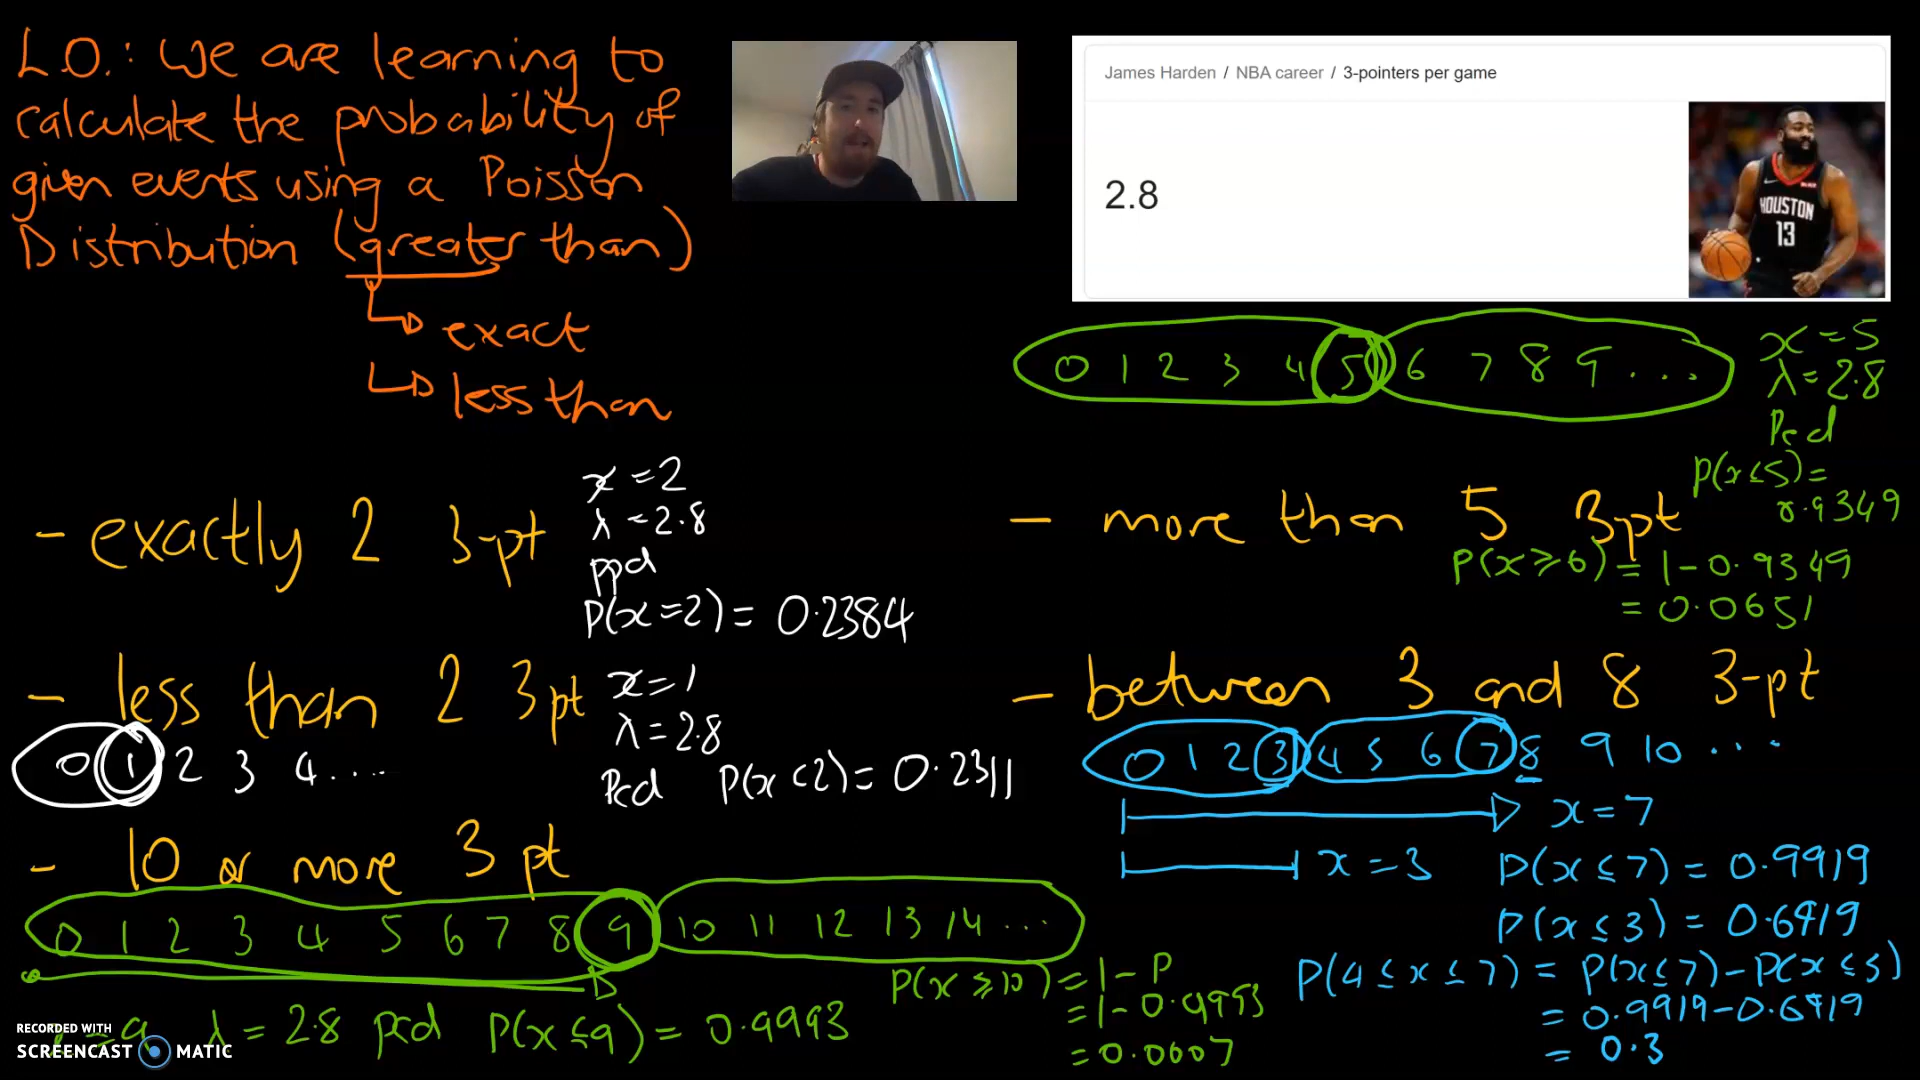 L.O.: We are learning to
calculate the probability of
given events using a Poisson
Distribution (greater than)
exact
less than
James Harden / NBA career / 3-pointers per game
2.8
HOUSTON
13
0 1 2 3 4 5 6 7 8 9 ...
x = 5
λ = 2.8
Pcd
P(x≤5) =
0.9349
- exactly 2 3-pt
x = 2
λ = 2.8
ppd
P(x=2) = 0.2384
- more than 5 3pt
P(x≥6) = 1-0.9349
= 0.0651
- less than 2 3pt
x = 1
λ = 2.8
Pcd P(x<2) = 0.2311
0 1 2 3 4 ....
- between 3 and 8 3-pt
0 1 2 3 4 5 6 7 8 9 10 ...
x = 7
x = 3
P(x≤7) = 0.9919
P(x≤3) = 0.6919
P(4≤x≤7) = P(x≤7)-P(x≤3)
= 0.9919-0.6919
= 0.3
- 10 or more 3pt
0 1 2 3 4 5 6 7 8 9 10 11 12 13 14 ...
= 9 λ = 2.8 pcd P(x≤9) = 0.9993
P(x≥10) = 1-P
= 1-0.9993
= 0.0007
RECORDED WITH
SCREENCAST MATIC